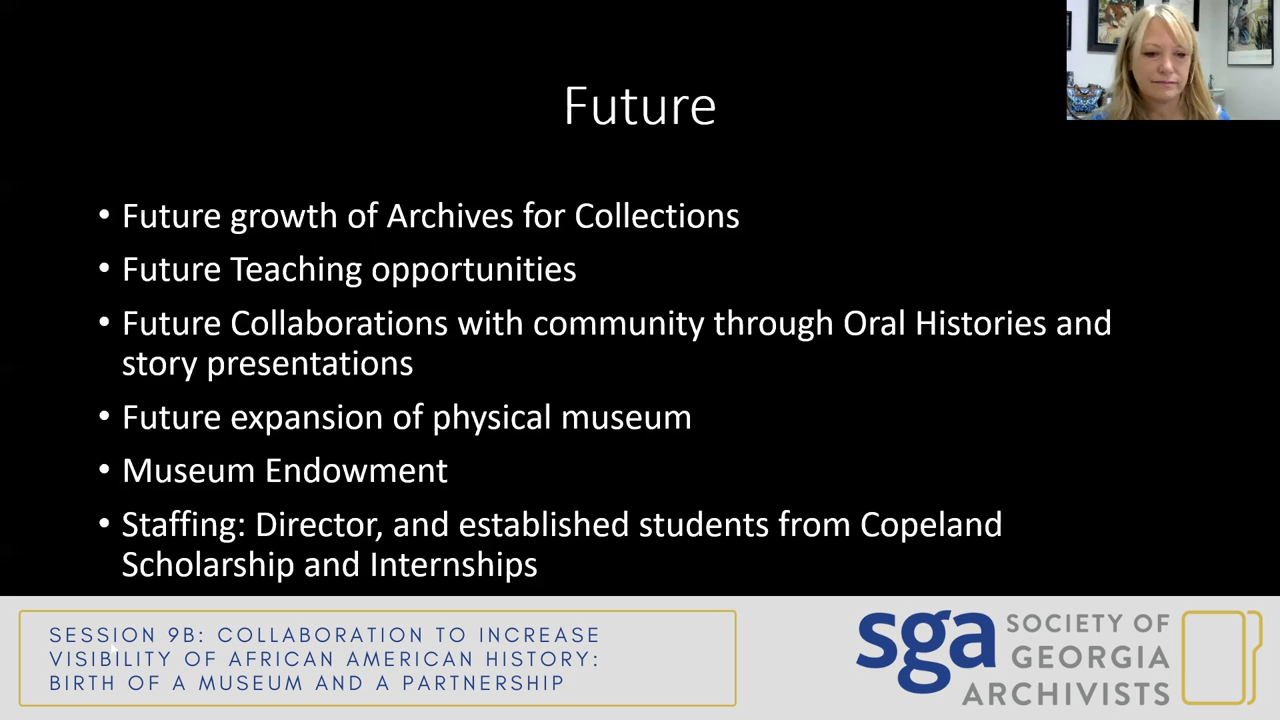 Future
• Future growth of Archives for Collections
• Future Teaching opportunities
• Future Collaborations with community through Oral Histories and
story presentations
• Future expansion of physical museum
• Museum Endowment
• Staffing: Director, and established students from Copeland
Scholarship and Internships
SESSION 9B: COLLABORATION TO INCREASE
VISIBILITY OF AFRICAN AMERICAN HISTORY:
BIRTH OF A MUSEUM AND A PARTNERSHIP
sga
SOCIETY OF
GEORGIA
ARCHIVISTS